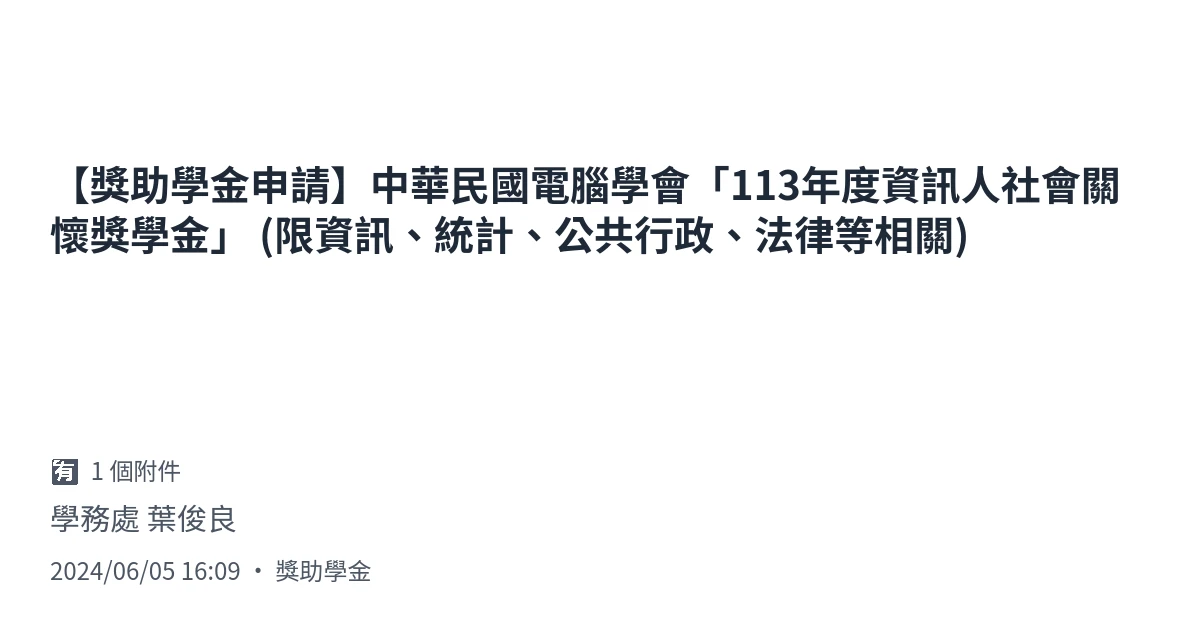 【獎助學金申請】中華民國電腦學會「113年度資訊人社會關
懷獎學金」 (限資訊、統計、公共行政、法律等相關)
有 1 個附件
學務處 葉俊良
2024/06/05 16:09 • 獎助學金